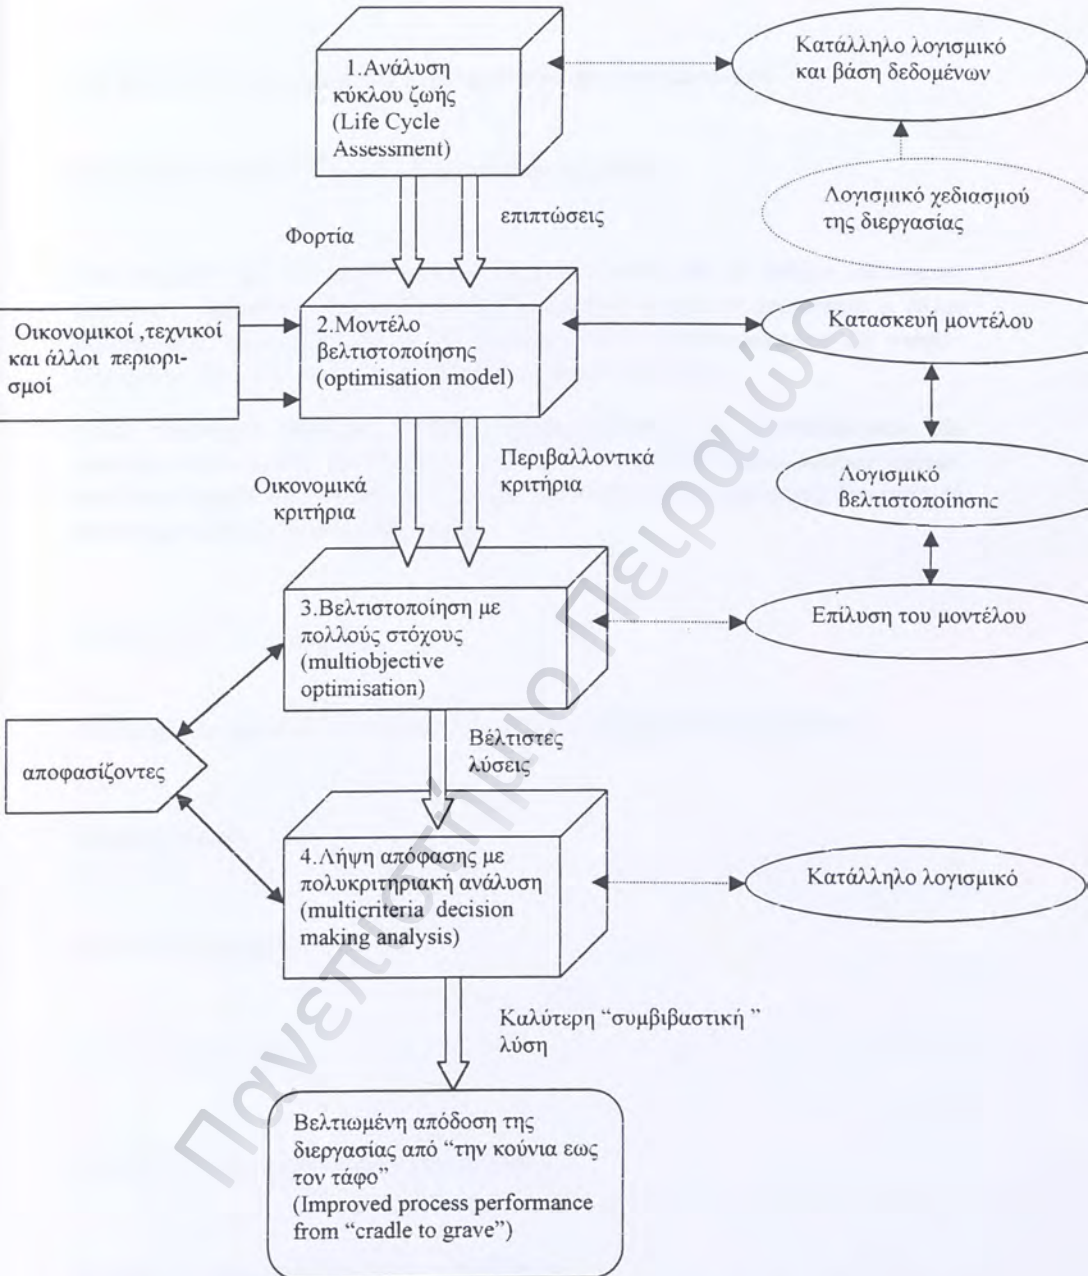 1.Ανάλυση
κύκλου ζωής
(Life Cycle
Assessment)
Κατάλληλο λογισμικό
και βάση δεδομένων
Λογισμικό χεδιασμού
της διεργασίας
Φορτία
επιπτώσεις
Οικονομικοί ,τεχνικοί
και άλλοι περιορι-
σμοί
2.Μοντέλο
βελτιστοποίησης
(optimisation model)
Κατασκευή μοντέλου
Οικονομικά
κριτήρια
Περιβαλλοντικά
κριτήρια
Λογισμικό
βελτιστοποίησης
3.Βελτιστοποίηση με
πολλούς στόχους
(multiobjective
optimisation)
Επίλυση του μοντέλου
αποφασίζοντες
Βέλτιστες
λύσεις
4.Λήψη απόφασης με
πολυκριτηριακή ανάλυση
(multicriteria decision
making analysis)
Κατάλληλο λογισμικό
Καλύτερη “συμβιβαστική ”
λύση
Βελτιωμένη απόδοση της
διεργασίας από “την κούνια εως
τον τάφο”
(Improved process performance
from “cradle to grave”)
Πανεπιστήμιο Πειραιώς